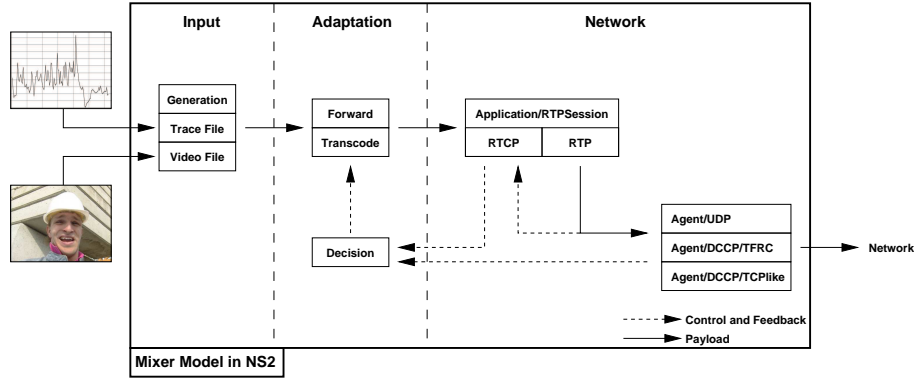 Input
Adaptation
Network
Generation
Trace File
Video File
Forward
Transcode
Application/RTPSession
RTCP
RTP
Decision
Agent/UDP
Agent/DCCP/TFRC
Agent/DCCP/TCPlike
Network
Control and Feedback
Payload
Mixer Model in NS2